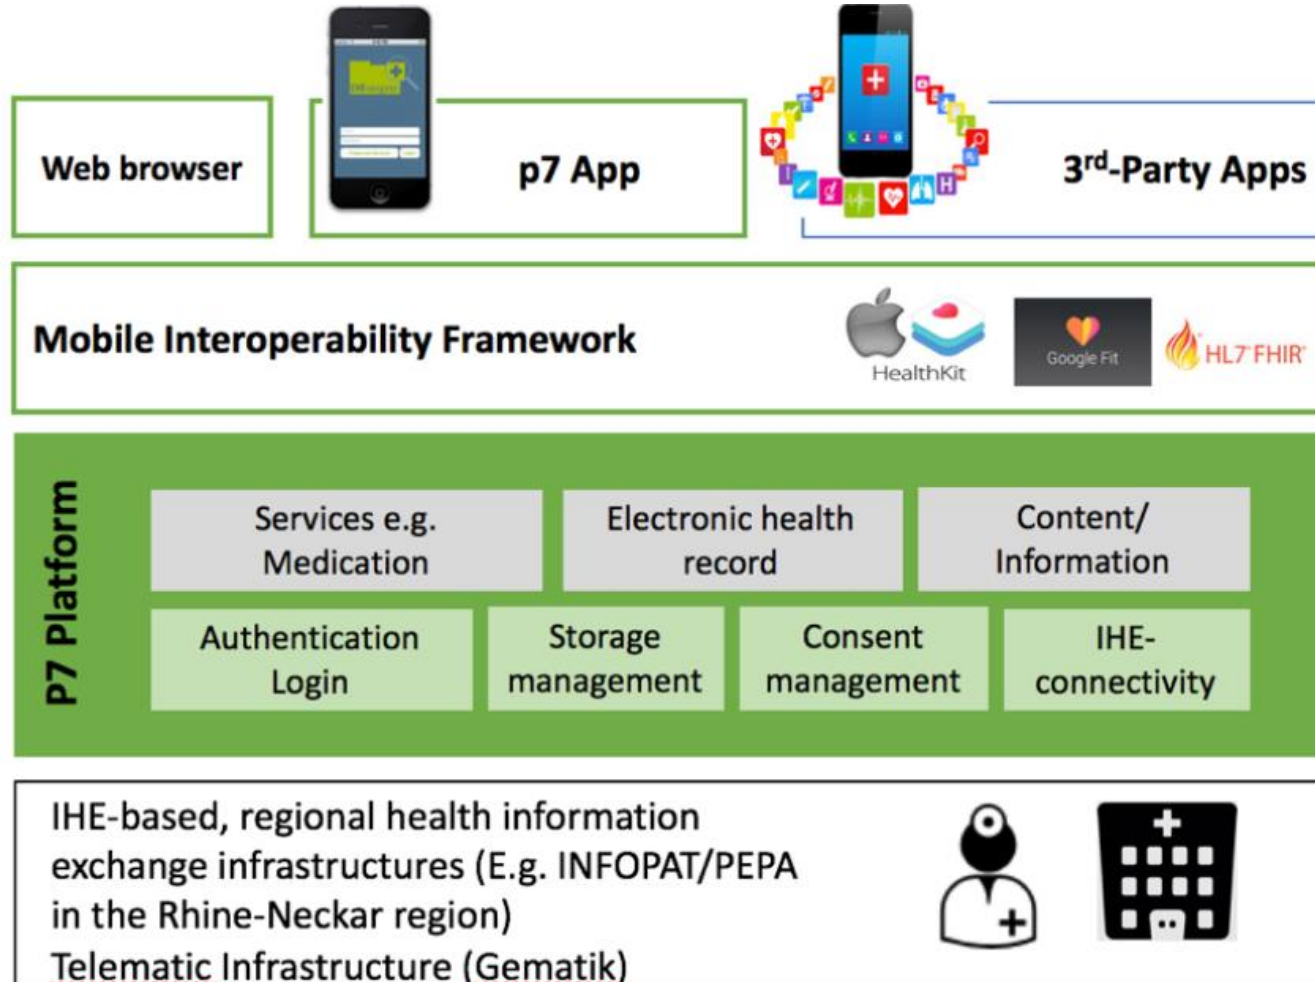 Web browser
p7 App
3rd-Party Apps
H
Mobile Interoperability Framework
HealthKit
Google Fit
HL7 FHIR
P7 Platform
Services e.g.
Medication
Electronic health
record
Content/
Information
Authentication
Login
Storage
management
Consent
management
IHE-
connectivity
IHE-based, regional health information
exchange infrastructures (E.g. INFOPAT/PEPA
in the Rhine-Neckar region)
Telematic Infrastructure (Gematik)